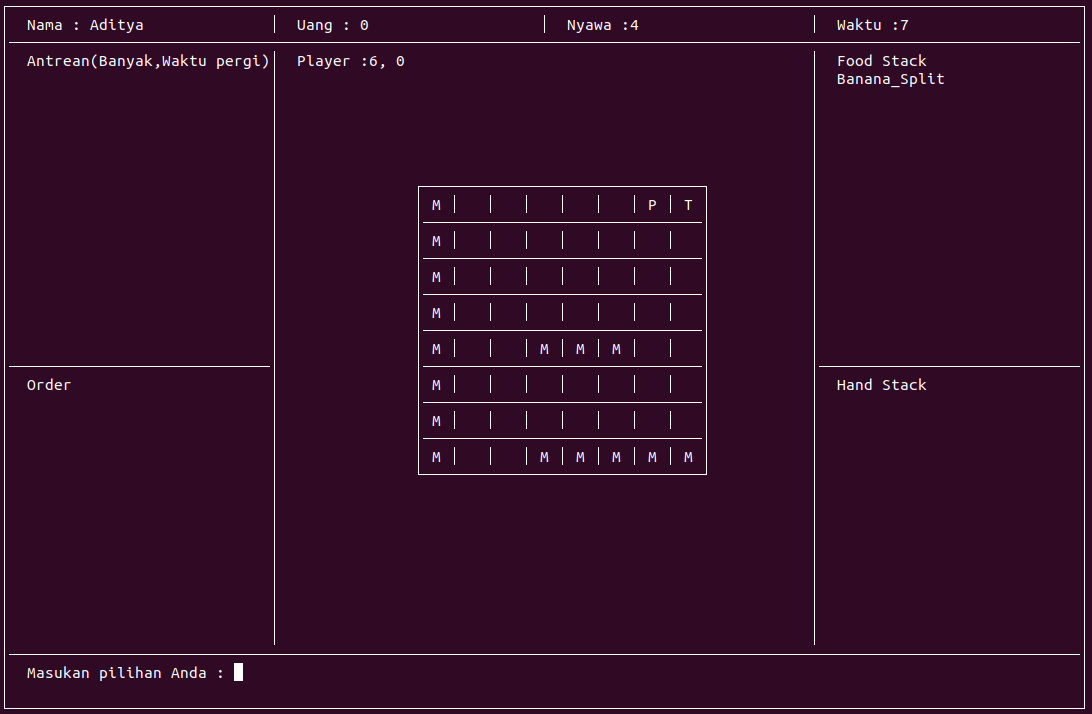 Nama : Aditya Uang : 0 Nyawa :4 Waktu :7
Antrean(Banyak,Waktu pergi) Player :6, 0 Food Stack
Banana_Split
M P T
M
M
M
M M M M
Order Hand Stack
M
M
M M M M M M
Masukan pilihan Anda :